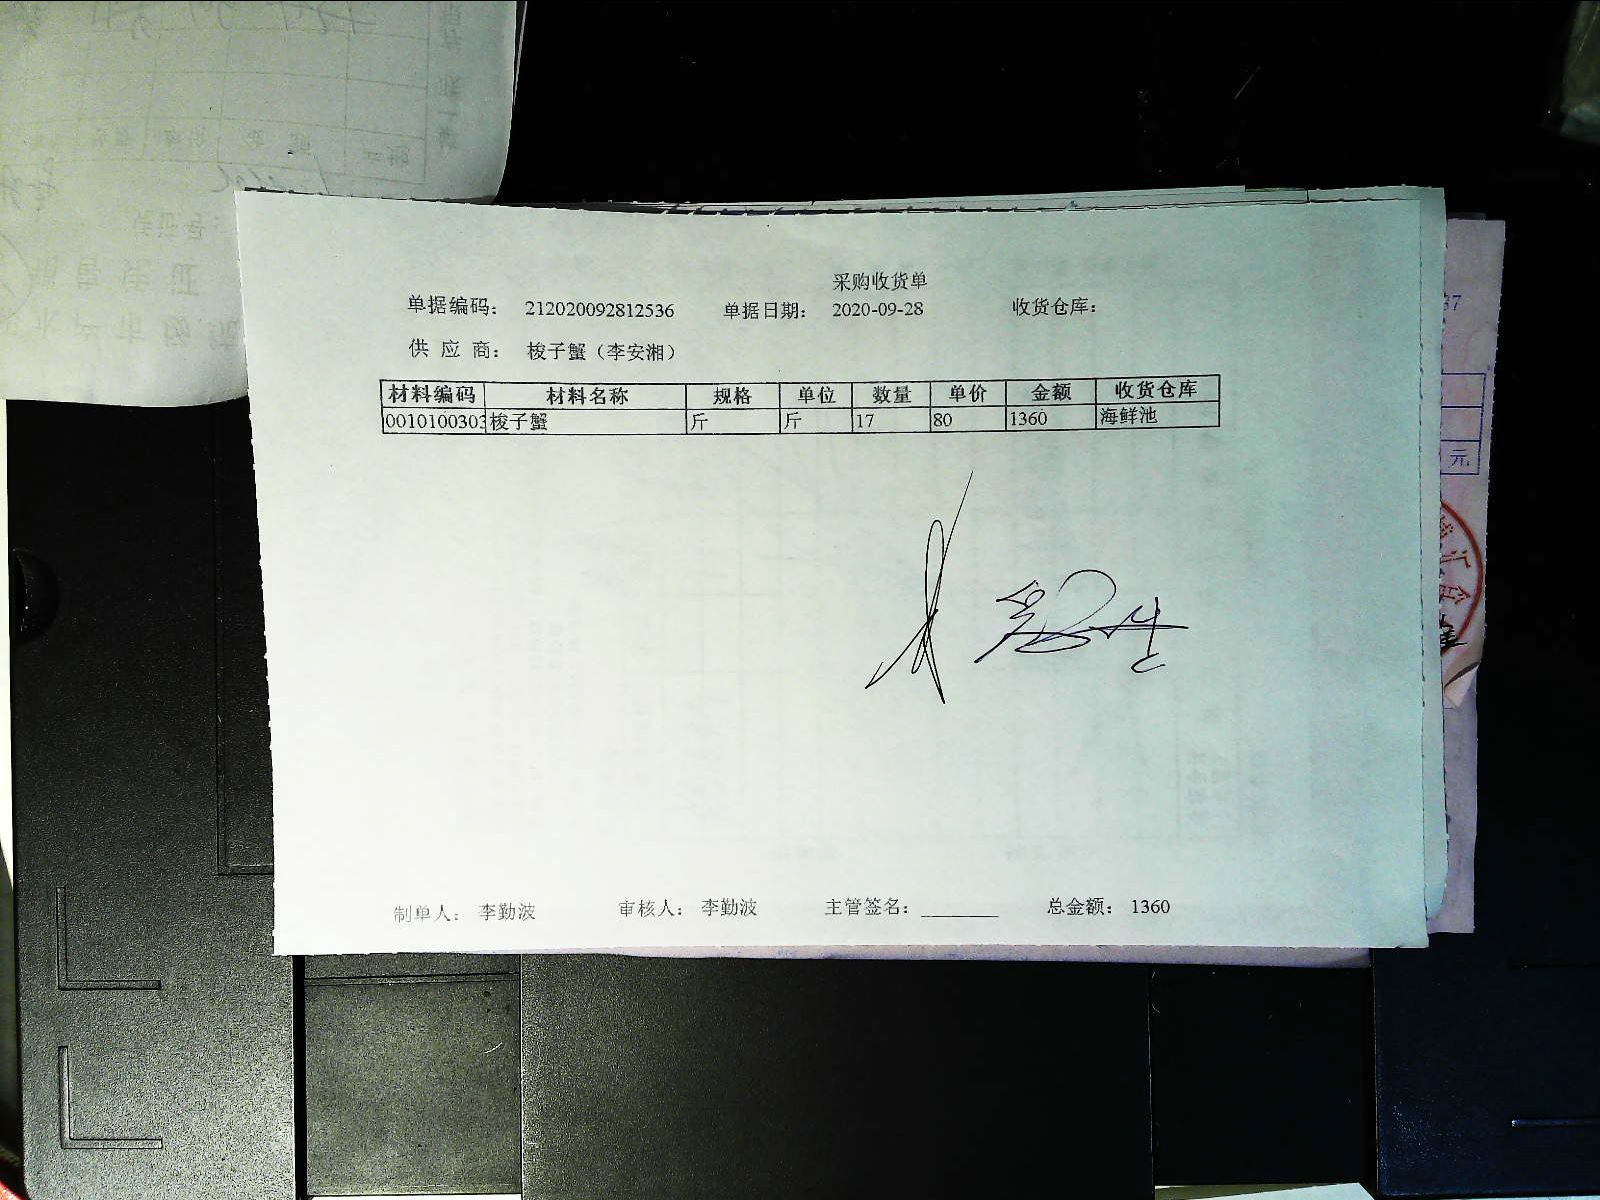 采购收货单
单据编码： 212020092812536 单据日期： 2020-09-28 收货仓库：
供 应 商： 梭子蟹（李安湘）
材料编码 材料名称 规格 单位 数量 单价 金额 收货仓库
0010100303 梭子蟹 斤 斤 17 80 1360 海鲜池
制单人： 李勤波 审核人： 李勤波 主管签名：________ 总金额： 1360
37
元